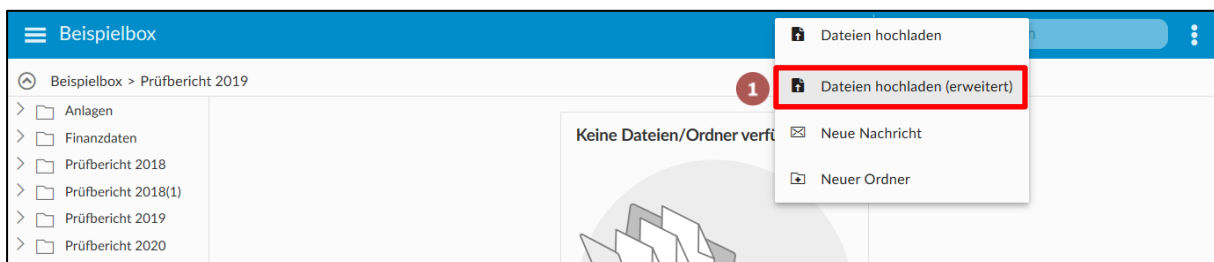 Beispielbox
Dateien hochladen
Beispielbox > Prüfbericht 2019
1
Dateien hochladen (erweitert)
Anlagen
Finanzdaten
Keine Dateien/Ordner
Neue Nachricht
Prüfbericht 2018
Prüfbericht 2018(1)
Neuer Ordner
Prüfbericht 2019
Prüfbericht 2020